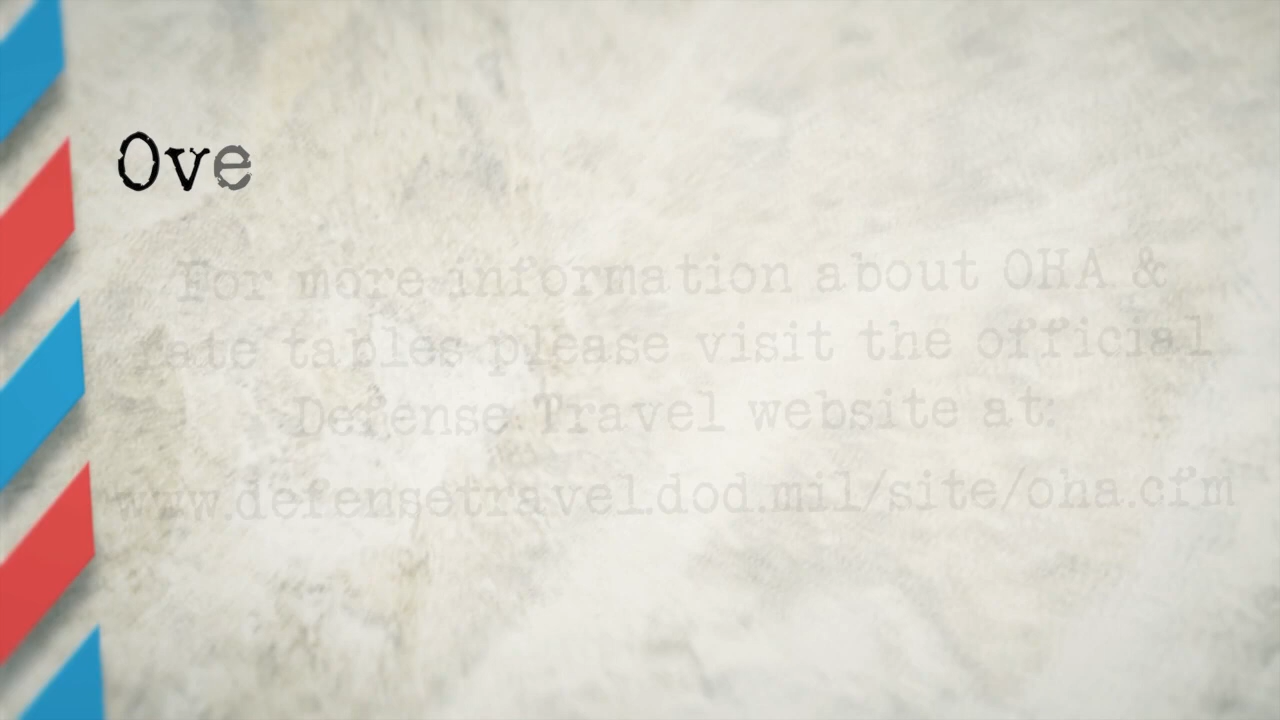 Ove
For more information about OHA &
rate tables please visit the official
Defense Travel website at:
www.defensetravel.dod.mil/site/oha.cfm